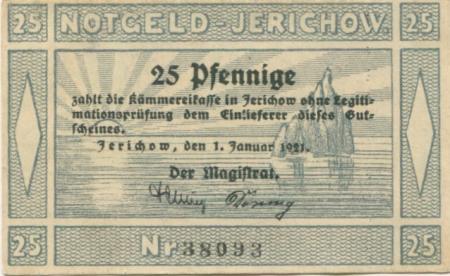 25 NOTGELD-JERICHOW. 25
25 Pfennige
zahlt die Kämmereikasse in Jerichow ohne Legiti-
mationsprüfung dem Einlieferer dieses Gut-
scheines.
Jerichow, den 1. Januar 1921.
Der Magistrat.
25 Nr 38093 25